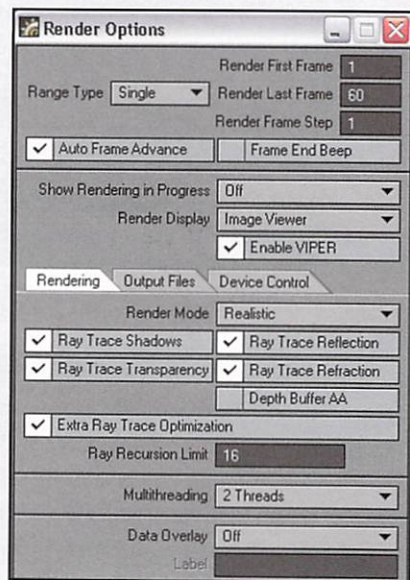 Render Options
Render First Frame 1
Range Type Single Render Last Frame 60
Render Frame Step 1
Auto Frame Advance Frame End Beep
Show Rendering in Progress Off
Render Display Image Viewer
Enable VIPER
Rendering Output Files Device Control
Render Mode Realistic
Ray Trace Shadows Ray Trace Reflection
Ray Trace Transparency Ray Trace Refraction
Depth Buffer AA
Extra Ray Trace Optimization
Ray Recursion Limit 16
Multithreading 2 Threads
Data Overlay Off
Label